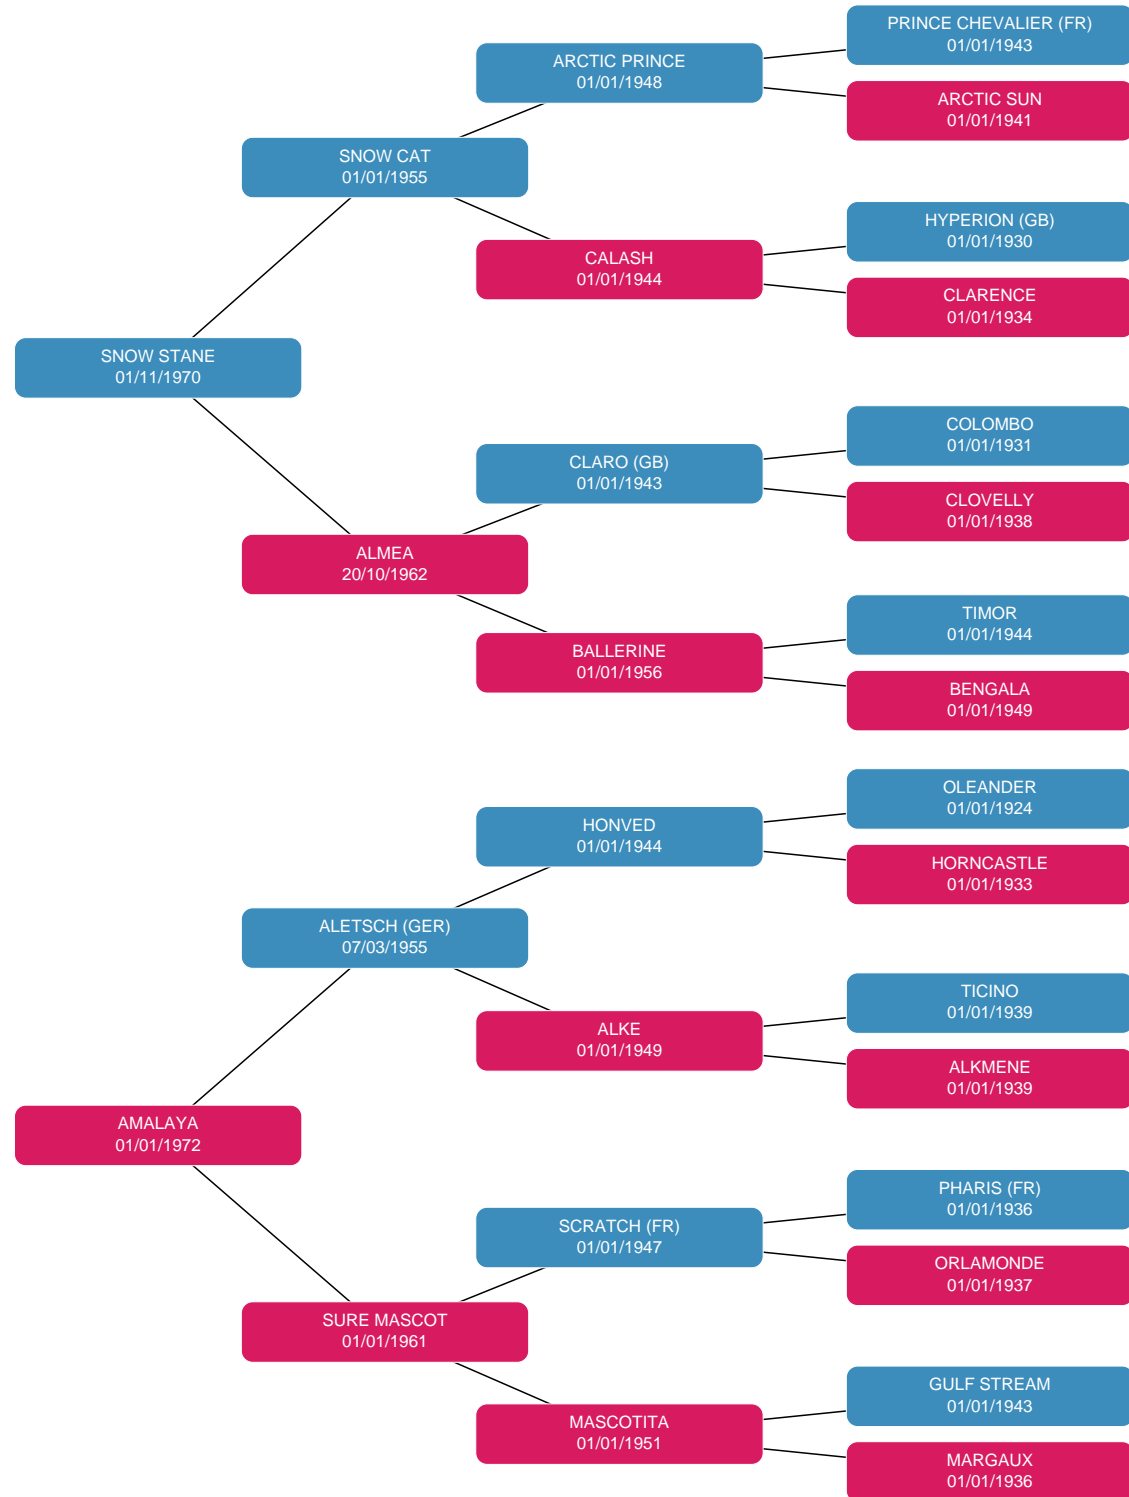 PRINCE CHEVALIER (FR)
01/01/1943
ARCTIC PRINCE
01/01/1948
ARCTIC SUN
01/01/1941
SNOW CAT
01/01/1955
HYPERION (GB)
01/01/1930
CALASH
01/01/1944
CLARENCE
01/01/1934
SNOW STANE
01/11/1970
COLOMBO
01/01/1931
CLARO (GB)
01/01/1943
CLOVELLY
01/01/1938
ALMEA
20/10/1962
TIMOR
01/01/1944
BALLERINE
01/01/1956
BENGALA
01/01/1949
OLEANDER
01/01/1924
HONVED
01/01/1944
HORNCASTLE
01/01/1933
ALETSCH (GER)
07/03/1955
TICINO
01/01/1939
ALKE
01/01/1949
ALKMENE
01/01/1939
AMALAYA
01/01/1972
PHARIS (FR)
01/01/1936
SCRATCH (FR)
01/01/1947
ORLAMONDE
01/01/1937
SURE MASCOT
01/01/1961
GULF STREAM
01/01/1943
MASCOTITA
01/01/1951
MARGAUX
01/01/1936